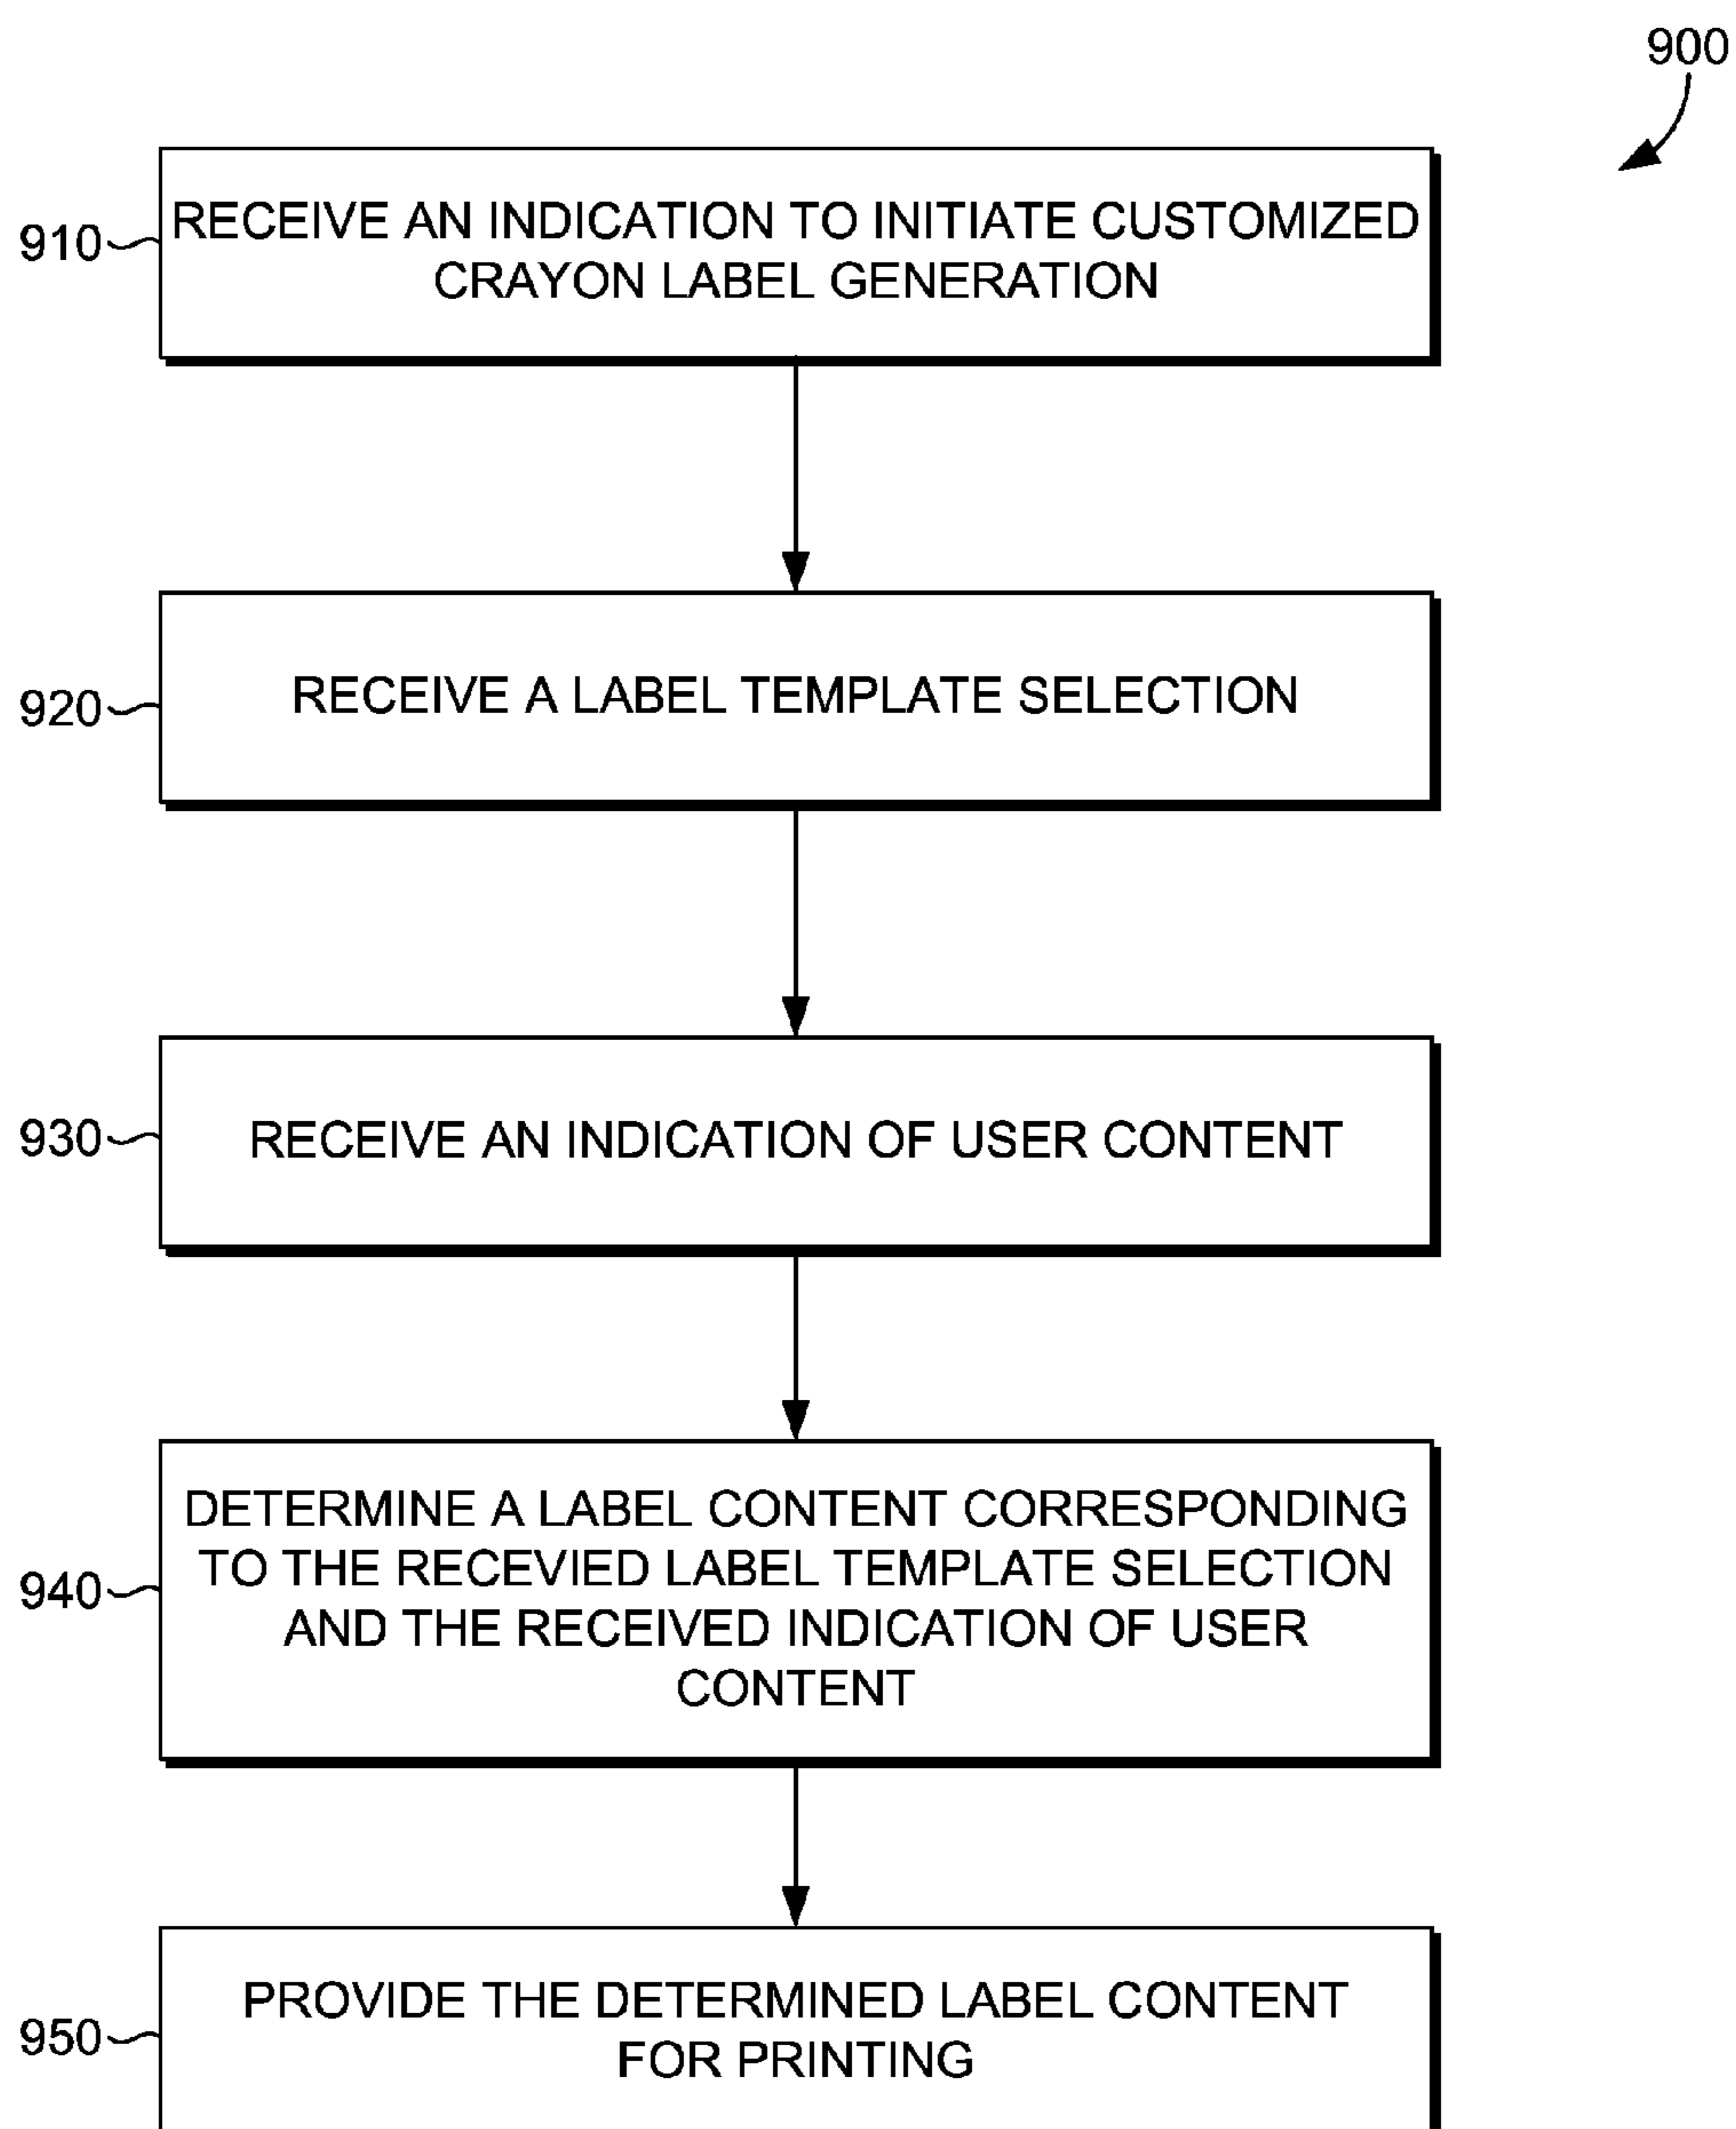 900
910
RECEIVE AN INDICATION TO INITIATE CUSTOMIZED
CRAYON LABEL GENERATION
920
RECEIVE A LABEL TEMPLATE SELECTION
930
RECEIVE AN INDICATION OF USER CONTENT
940
DETERMINE A LABEL CONTENT CORRESPONDING
TO THE RECEVIED LABEL TEMPLATE SELECTION
AND THE RECEIVED INDICATION OF USER
CONTENT
950
PROVIDE THE DETERMINED LABEL CONTENT
FOR PRINTING